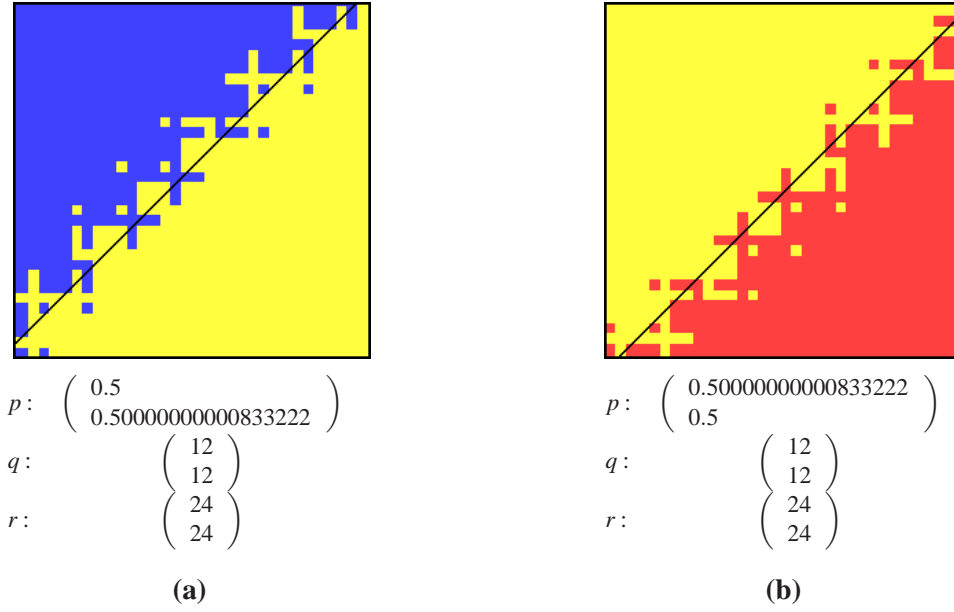 p : ( 0.5 0.50000000000833222 )
q : ( 12 12 )
r : ( 24 24 )
(a)
p : ( 0.50000000000833222 0.5 )
q : ( 12 12 )
r : ( 24 24 )
(b)